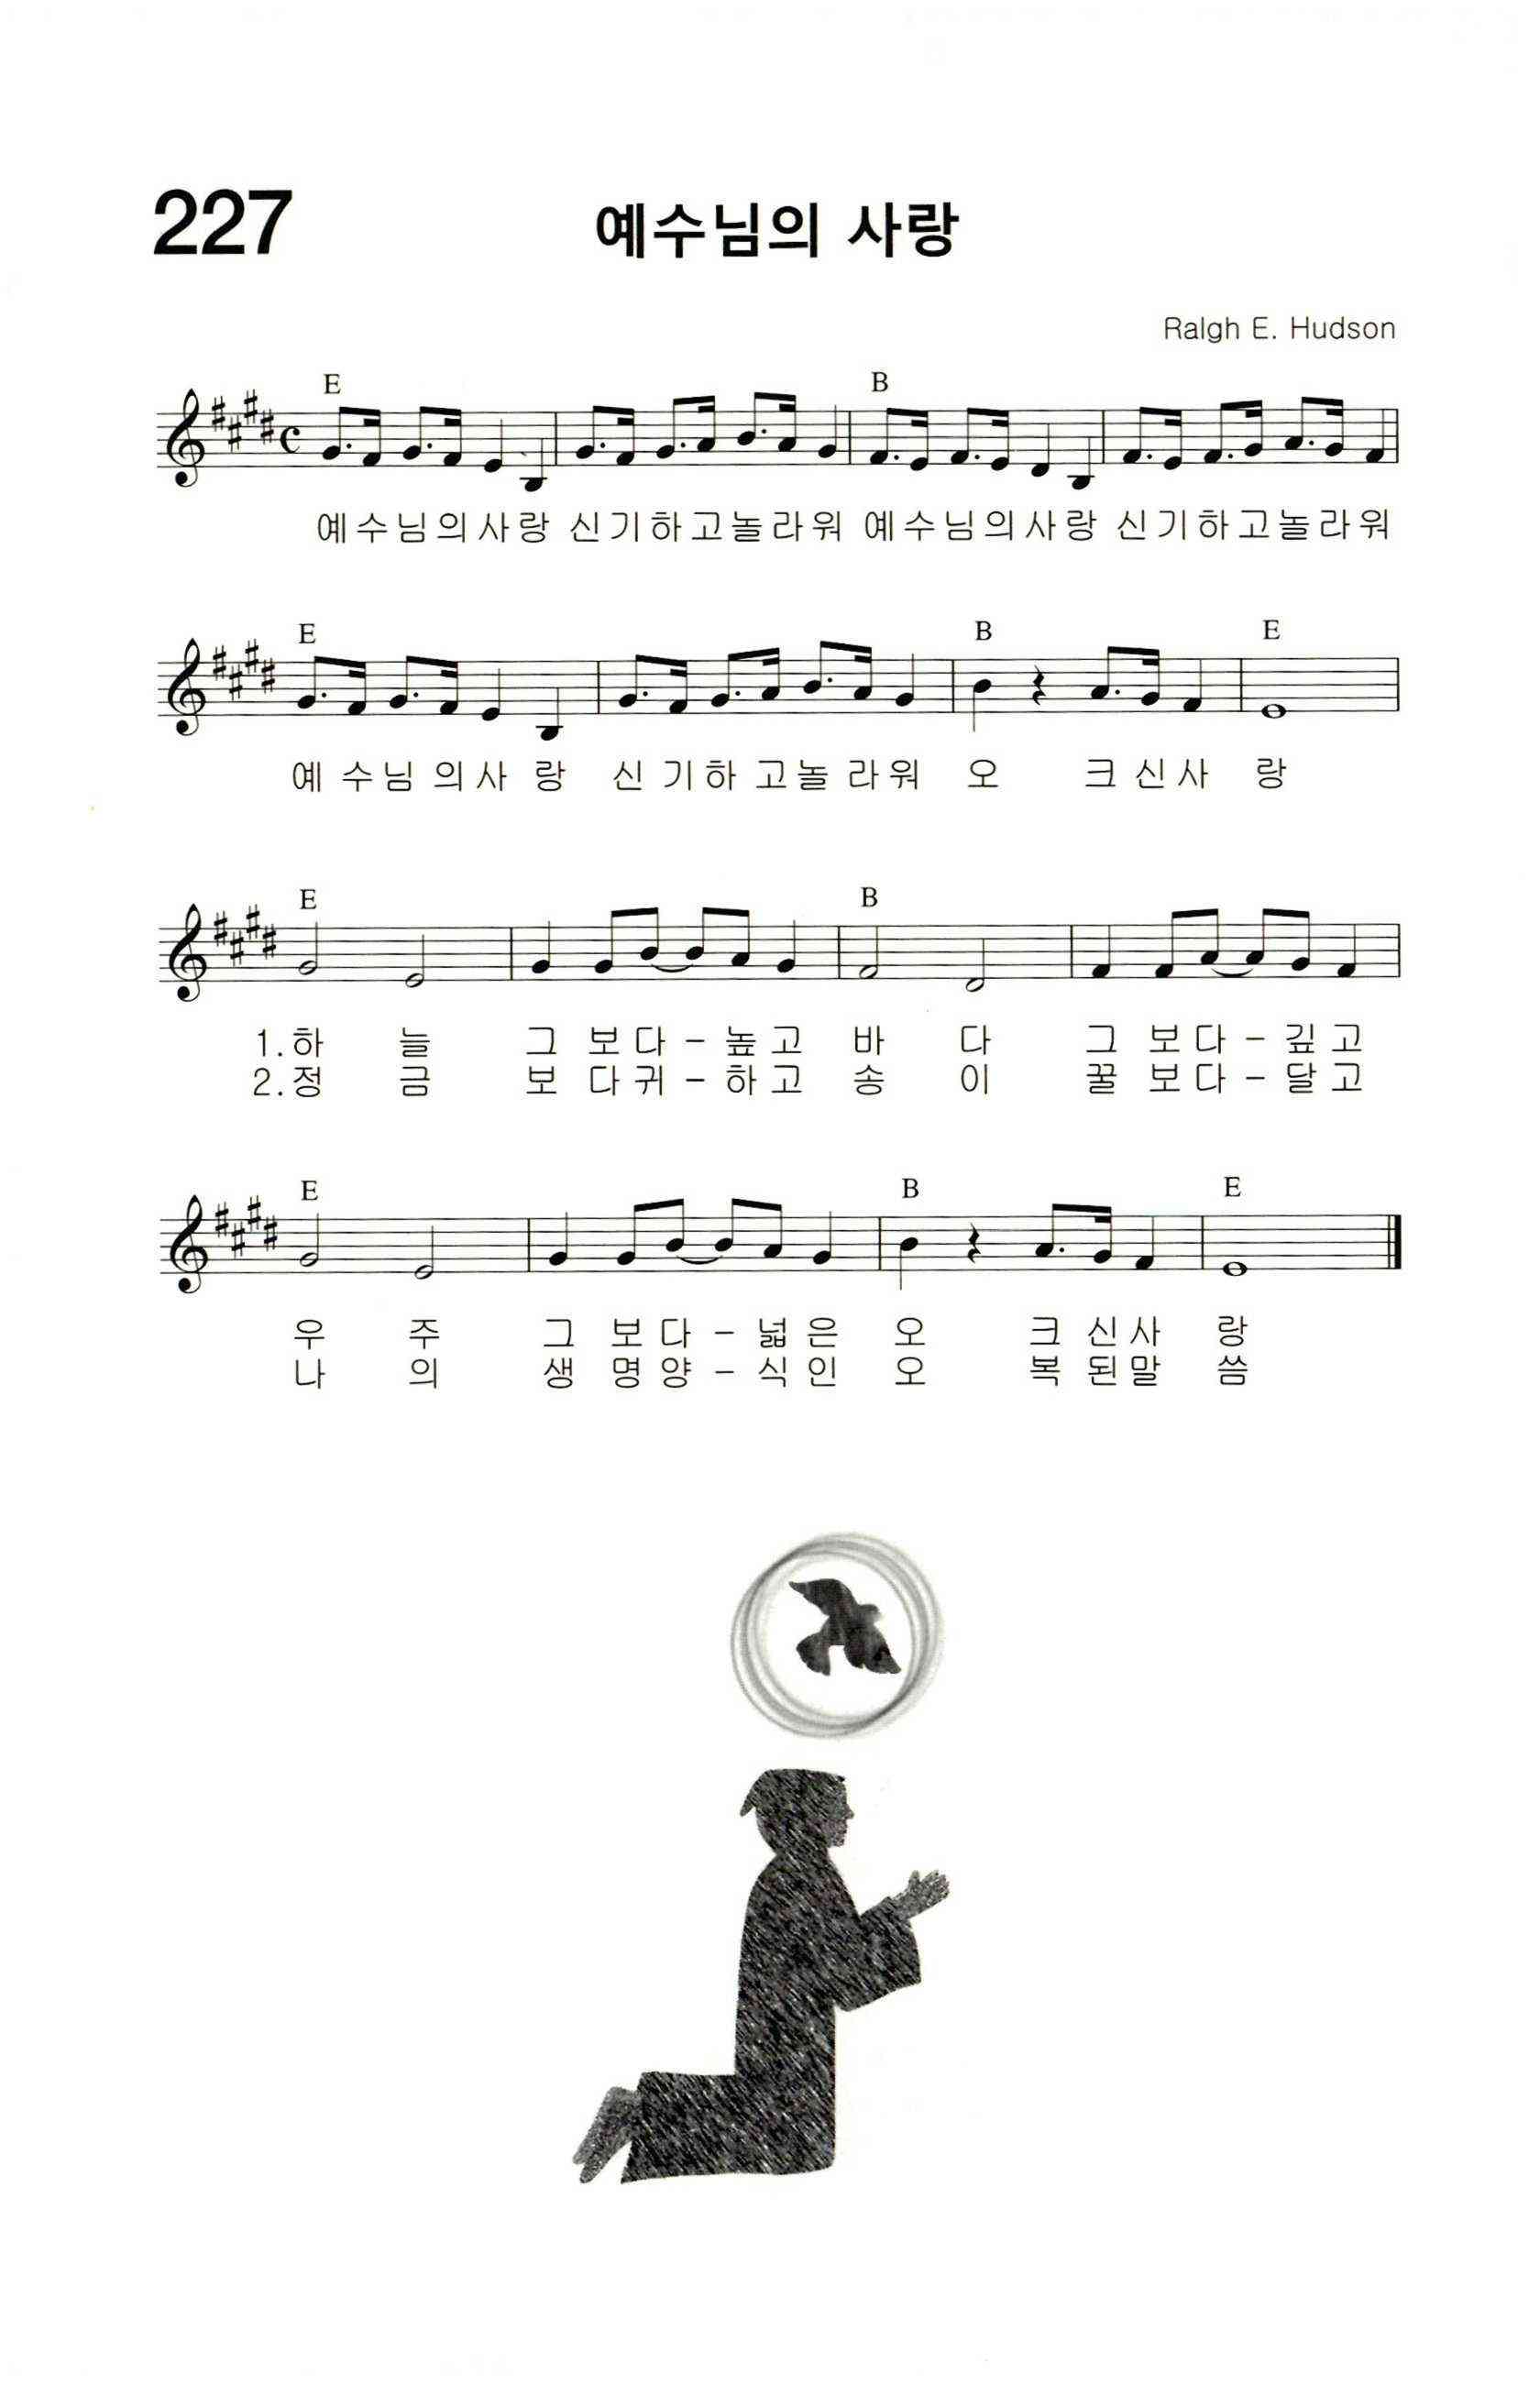 227
예수님의 사랑
Ralgh E. Hudson
E B
예수님의사랑 신기하고놀라워 예수님의사랑 신기하고놀라워
E B E
예수님의사랑 신기하고놀라워 오 크신사랑
E B
1.하늘 그보다-높고 바다 그보다-깊고
2.정금 보다귀-하고 송이 꿀보다-달고
E B E
우주 그보다-넓은 오 크신사랑
나의 생명양-식인 오 복된말씀